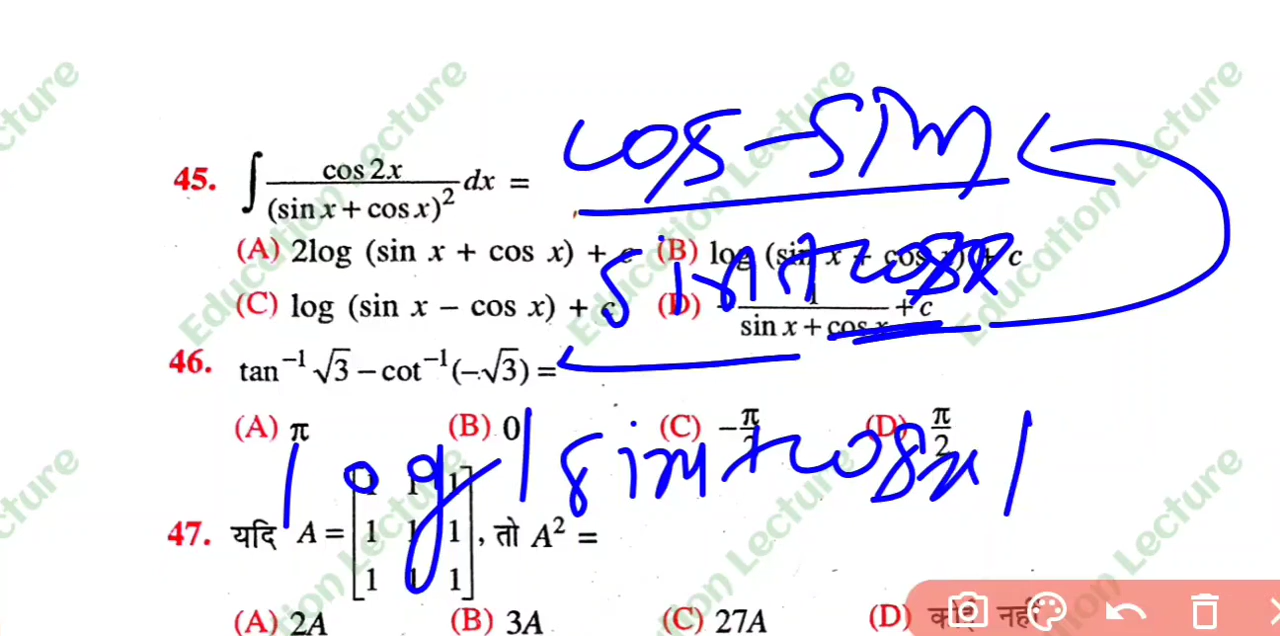 45. ∫ cos 2x / (sin x + cos x)² dx =
cos - sin
(A) 2log (sin x + cos x) + c (B) log (sin x + cos x) + c
sin + cos x
(C) log (sin x − cos x) + c (D) − 1 / (sin x + cos x) + c
46. tan⁻¹ √3 − cot⁻¹ (−√3) =
(A) π (B) 0 (C) −π/2 (D) π/2
log | sin + cos x |
47. यदि A = [1 1 1
1 1 1
1 1 1], तो A² =
(A) 2A (B) 3A (C) 27A (D) कोई नहीं
Education Lecture